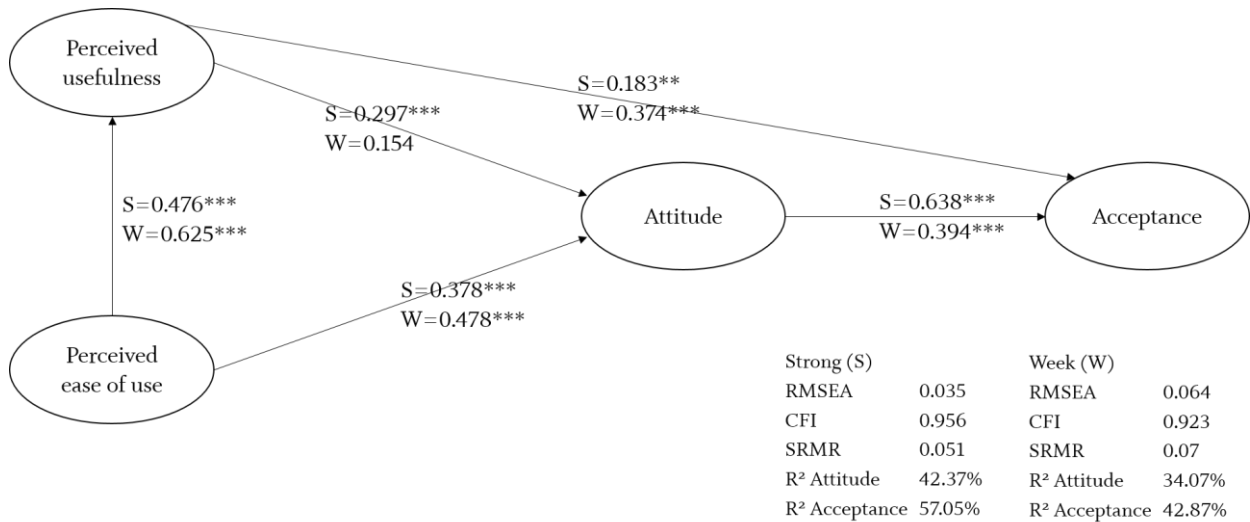 Perceived
usefulness
S=0.183**
W=0.374***
S=0.297***
W=0.154
S=0.476***
W=0.625***
Attitude
S=0.638***
W=0.394***
Acceptance
S=0.378***
W=0.478***
Perceived
ease of use
Strong (S) Week (W)
RMSEA 0.035 RMSEA 0.064
CFI 0.956 CFI 0.923
SRMR 0.051 SRMR 0.07
R² Attitude 42.37% R² Attitude 34.07%
R² Acceptance 57.05% R² Acceptance 42.87%